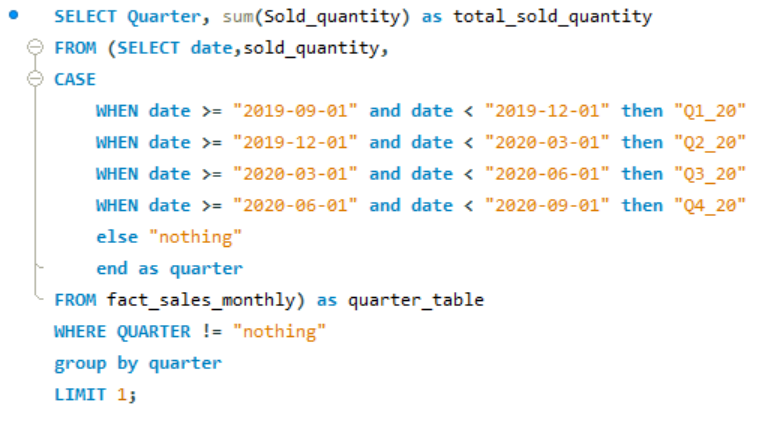 SELECT Quarter, sum(Sold_quantity) as total_sold_quantity
FROM (SELECT date,sold_quantity,
CASE
WHEN date >= "2019-09-01" and date < "2019-12-01" then "Q1_20"
WHEN date >= "2019-12-01" and date < "2020-03-01" then "Q2_20"
WHEN date >= "2020-03-01" and date < "2020-06-01" then "Q3_20"
WHEN date >= "2020-06-01" and date < "2020-09-01" then "Q4_20"
else "nothing"
end as quarter
FROM fact_sales_monthly) as quarter_table
WHERE QUARTER != "nothing"
group by quarter
LIMIT 1;